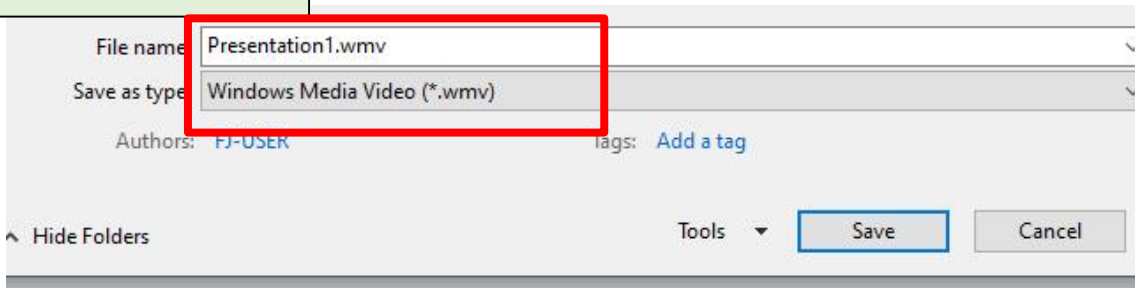 File name Presentation1.wmv
Save as type Windows Media Video (*.wmv)
Authors: FJ-USER Tags: Add a tag
Hide Folders Tools Save Cancel